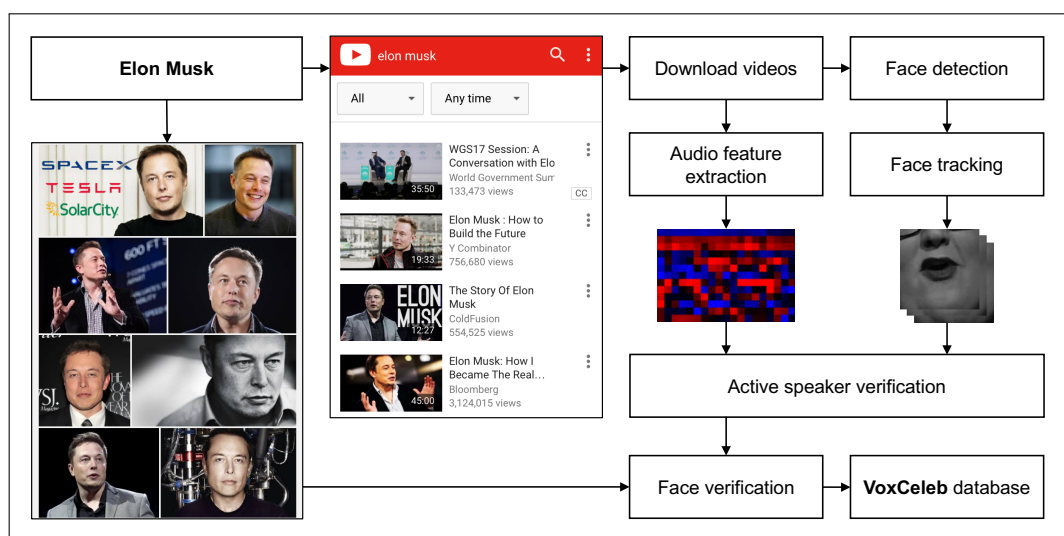 Elon Musk
elon musk
All
Any time
WGS17 Session: A
Conversation with Elo
World Government Sum
133,473 views
35:50
CC
Elon Musk : How to
Build the Future
Y Combinator
756,680 views
19:33
The Story Of Elon
Musk
ColdFusion
554,525 views
ELON
MUSK
12:27
Elon Musk: How I
Became The Real...
Bloomberg
3,124,015 views
45:00
Download videos
Face detection
Audio feature
extraction
Face tracking
Active speaker verification
Face verification
VoxCeleb database
SPACEX
TESLA
SolarCity
600 FT
WSJ.